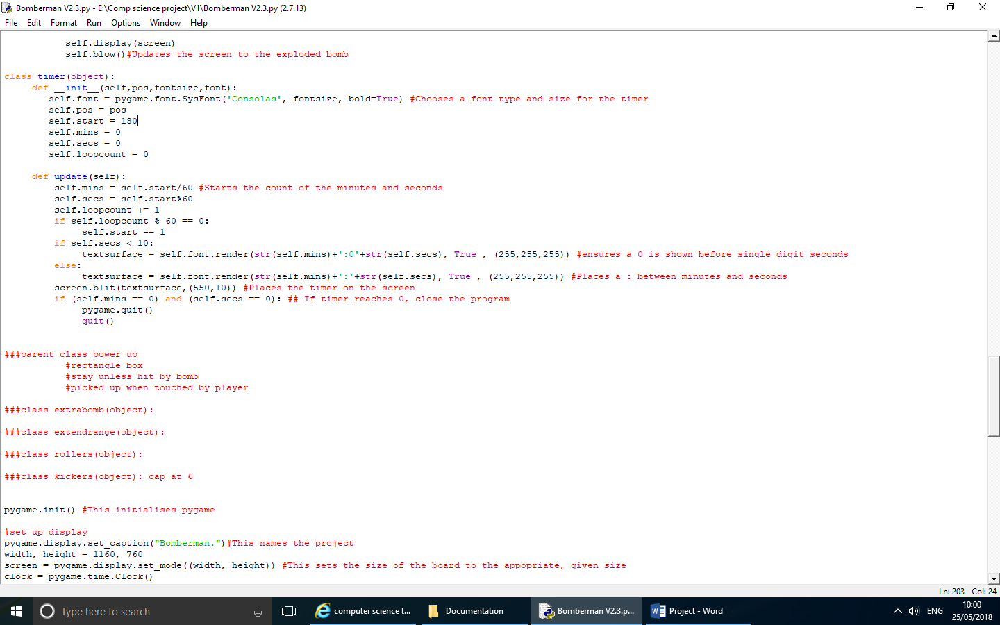 Bomberman V2.3.py - E:\Comp science project\V1\Bomberman V2.3.py (2.7.13)
File Edit Format Run Options Window Help
self.display(screen)
self.blow()#Updates the screen to the exploded bomb
class timer(object):
def __init__(self,pos,fontsize,font):
self.font = pygame.font.SysFont('Consolas', fontsize, bold=True) #Chooses a font type and size for the timer
self.pos = pos
self.start = 180
self.mins = 0
self.secs = 0
self.loopcount = 0
def update(self):
self.mins = self.start/60 #Starts the count of the minutes and seconds
self.secs = self.start%60
self.loopcount += 1
if self.loopcount % 60 == 0:
self.start -= 1
if self.secs < 10:
textsurface = self.font.render(str(self.mins)+':0'+str(self.secs), True , (255,255,255)) #ensures a 0 is shown before single digit seconds
else:
textsurface = self.font.render(str(self.mins)+':'+str(self.secs), True , (255,255,255)) #Places a : between minutes and seconds
screen.blit(textsurface,(550,10)) #Places the timer on the screen
if (self.mins == 0) and (self.secs == 0): ## If timer reaches 0, close the program
pygame.quit()
quit()
###parent class power up
#rectangle box
#stay unless hit by bomb
#picked up when touched by player
###class extrabomb(object):
###class extendrange(object):
###class rollers(object):
###class kickers(object): cap at 6
pygame.init() #This initialises pygame
#set up display
pygame.display.set_caption("Bomberman.")#This names the project
width, height = 1160, 760
screen = pygame.display.set_mode((width, height)) #This sets the size of the board to the appopriate, given size
clock = pygame.time.Clock()
Ln: 203 Col: 24
Type here to search
computer science t...
Documentation
Bomberman V2.3.p...
Project - Word
ENG
10:00
25/05/2018